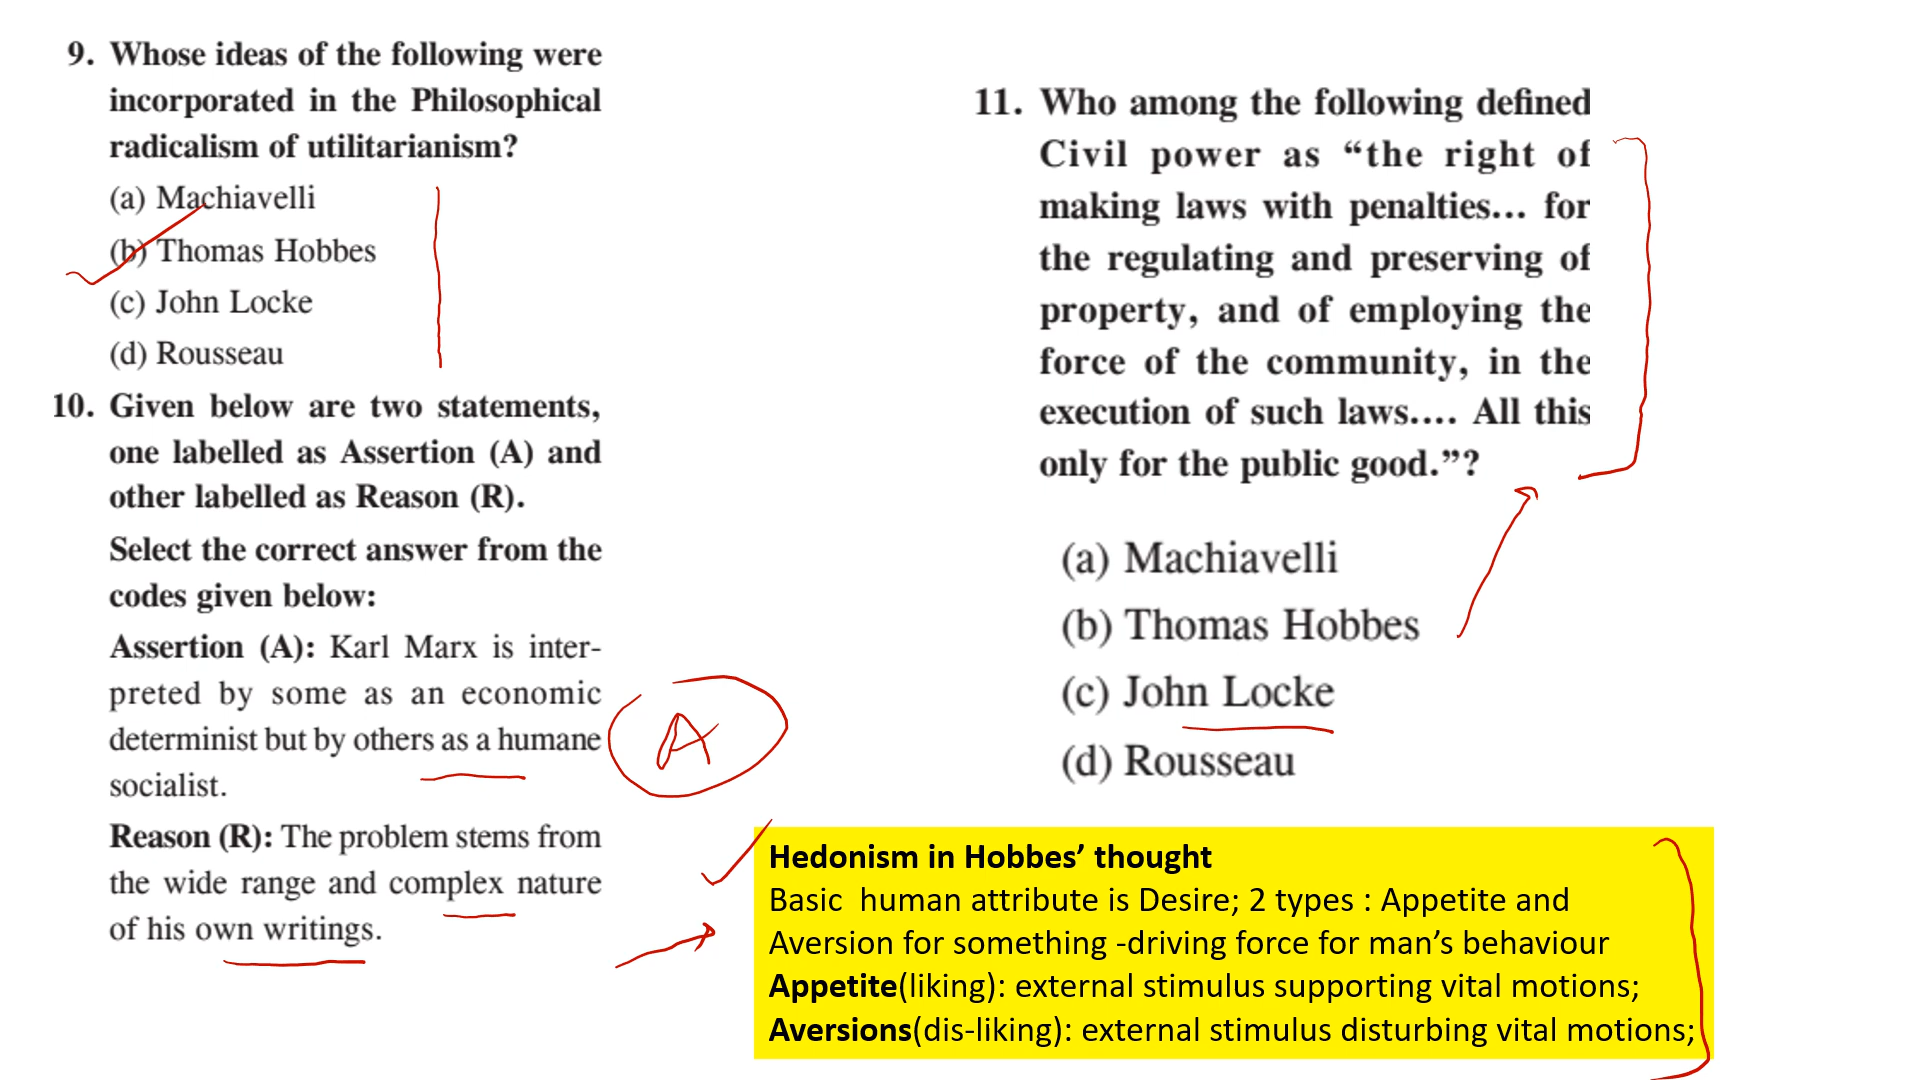 9. Whose ideas of the following were
incorporated in the Philosophical
radicalism of utilitarianism?
(a) Machiavelli
(b) Thomas Hobbes
(c) John Locke
(d) Rousseau
10. Given below are two statements,
one labelled as Assertion (A) and
other labelled as Reason (R).
Select the correct answer from the
codes given below:
Assertion (A): Karl Marx is inter-
preted by some as an economic
determinist but by others as a humane
socialist.
Reason (R): The problem stems from
the wide range and complex nature
of his own writings.
A
11. Who among the following defined
Civil power as “the right of
making laws with penalties... for
the regulating and preserving of
property, and of employing the
force of the community, in the
execution of such laws.... All this
only for the public good.”?
(a) Machiavelli
(b) Thomas Hobbes
(c) John Locke
(d) Rousseau
Hedonism in Hobbes’ thought
Basic human attribute is Desire; 2 types : Appetite and
Aversion for something -driving force for man’s behaviour
Appetite(liking): external stimulus supporting vital motions;
Aversions(dis-liking): external stimulus disturbing vital motions;